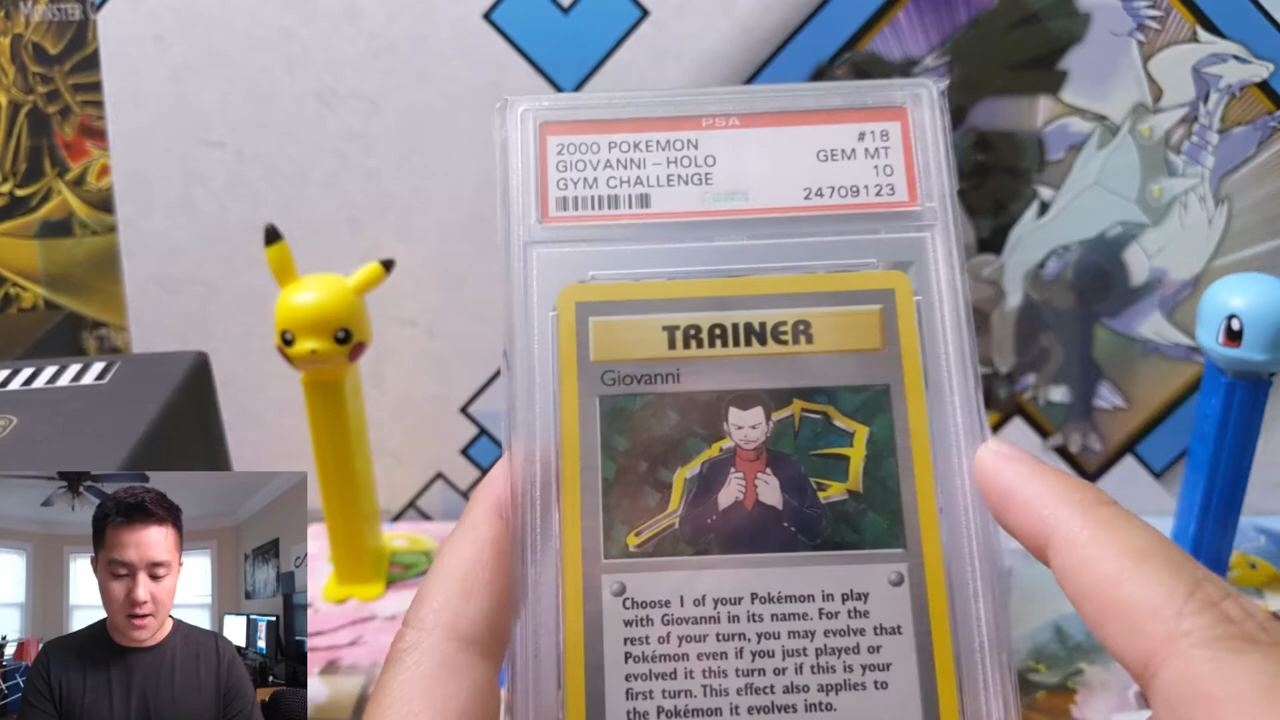 MONSTER
PSA
2000 POKEMON
#18
GIOVANNI – HOLO
GEM MT
GYM CHALLENGE
10
24709123
TRAINER
Giovanni
Choose 1 of your Pokémon in play
with Giovanni in its name. For the
rest of your turn, you may evolve that
Pokémon even if you just played or
evolved it this turn or if this is your
first turn. This effect also applies to
the Pokémon it evolves into.